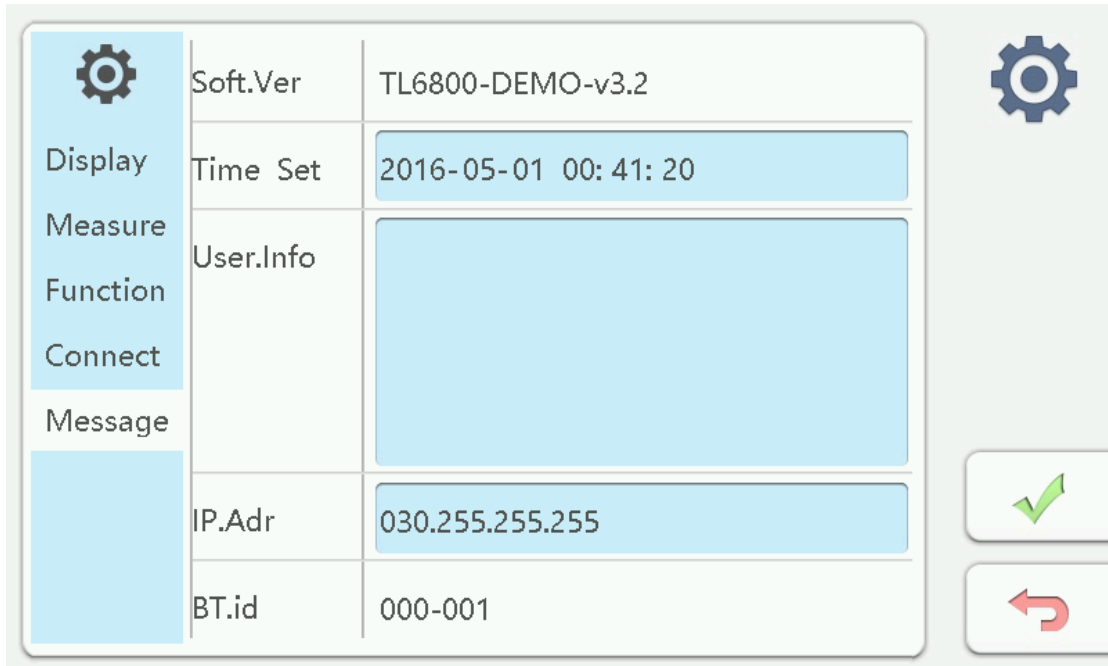 Display
Measure
Function
Connect
Message
Soft.Ver TL6800-DEMO-v3.2
Time Set 2016-05-01 00:41:20
User.Info
IP.Adr 030.255.255.255
BT.id 000-001